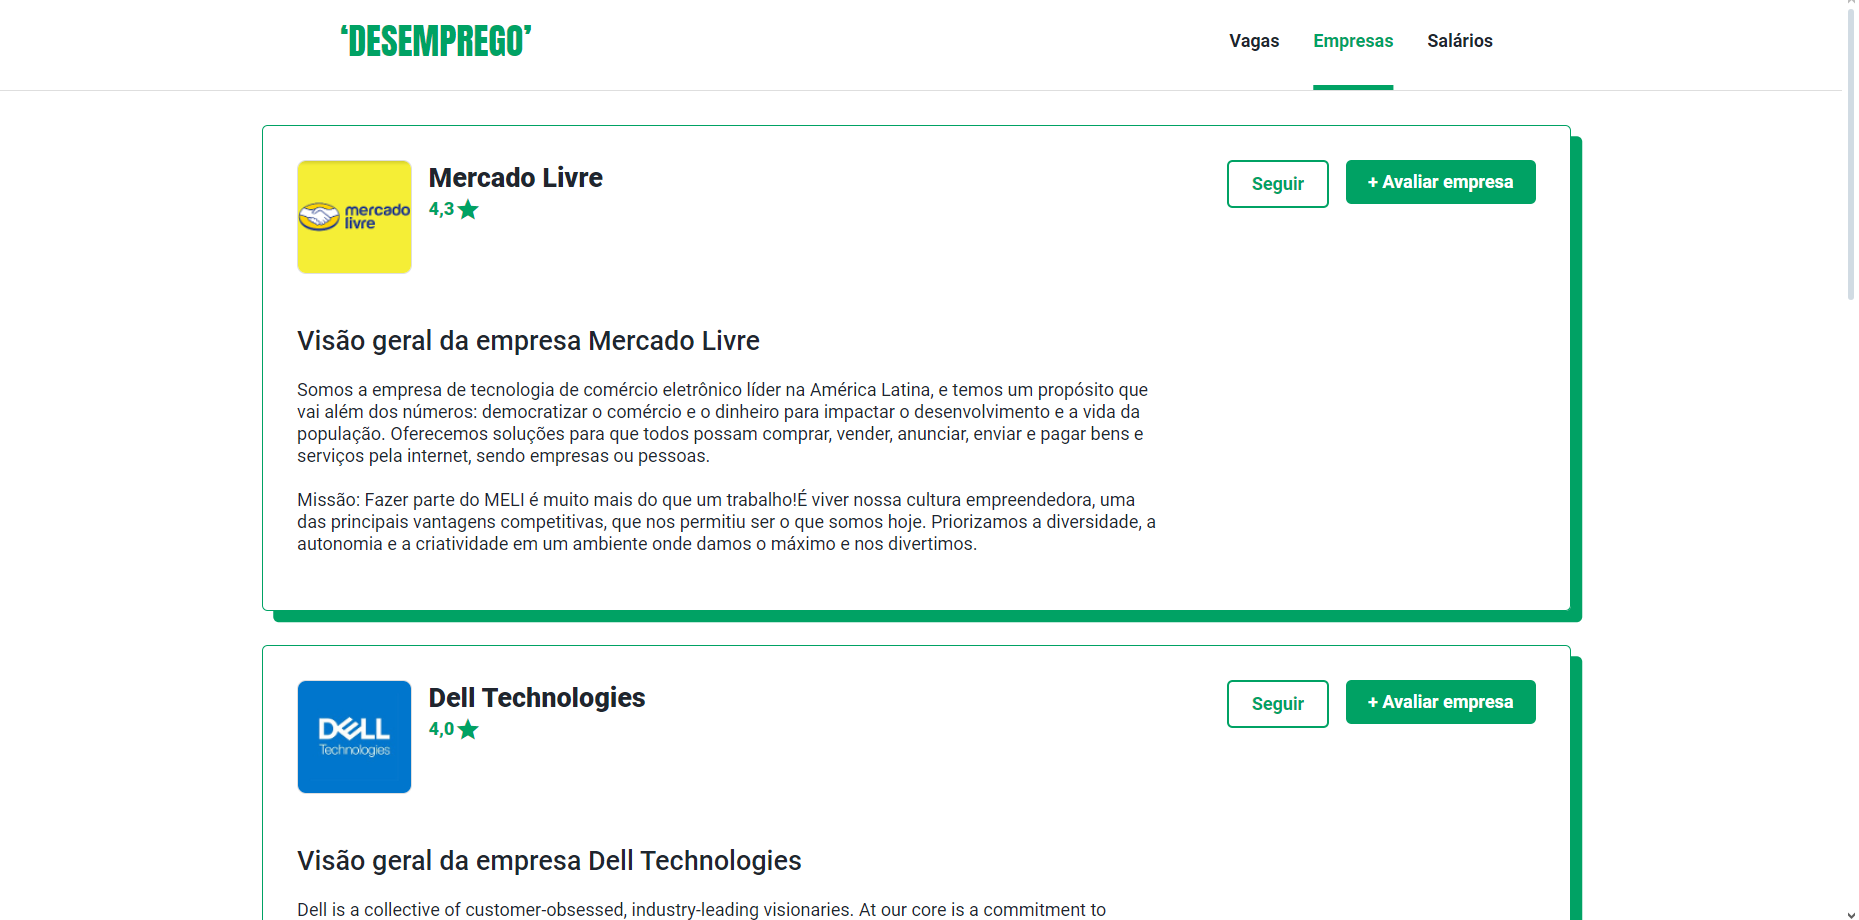 ‘DESEMPREGO’
Vagas
Empresas
Salários
mercado
livre
Mercado Livre
4,3
Seguir
+ Avaliar empresa
Visão geral da empresa Mercado Livre
Somos a empresa de tecnologia de comércio eletrônico líder na América Latina, e temos um propósito que
vai além dos números: democratizar o comércio e o dinheiro para impactar o desenvolvimento e a vida da
população. Oferecemos soluções para que todos possam comprar, vender, anunciar, enviar e pagar bens e
serviços pela internet, sendo empresas ou pessoas.
Missão: Fazer parte do MELI é muito mais do que um trabalho!É viver nossa cultura empreendedora, uma
das principais vantagens competitivas, que nos permitiu ser o que somos hoje. Priorizamos a diversidade, a
autonomia e a criatividade em um ambiente onde damos o máximo e nos divertimos.
DELL
Technologies
Dell Technologies
4,0
Seguir
+ Avaliar empresa
Visão geral da empresa Dell Technologies
Dell is a collective of customer-obsessed, industry-leading visionaries. At our core is a commitment to